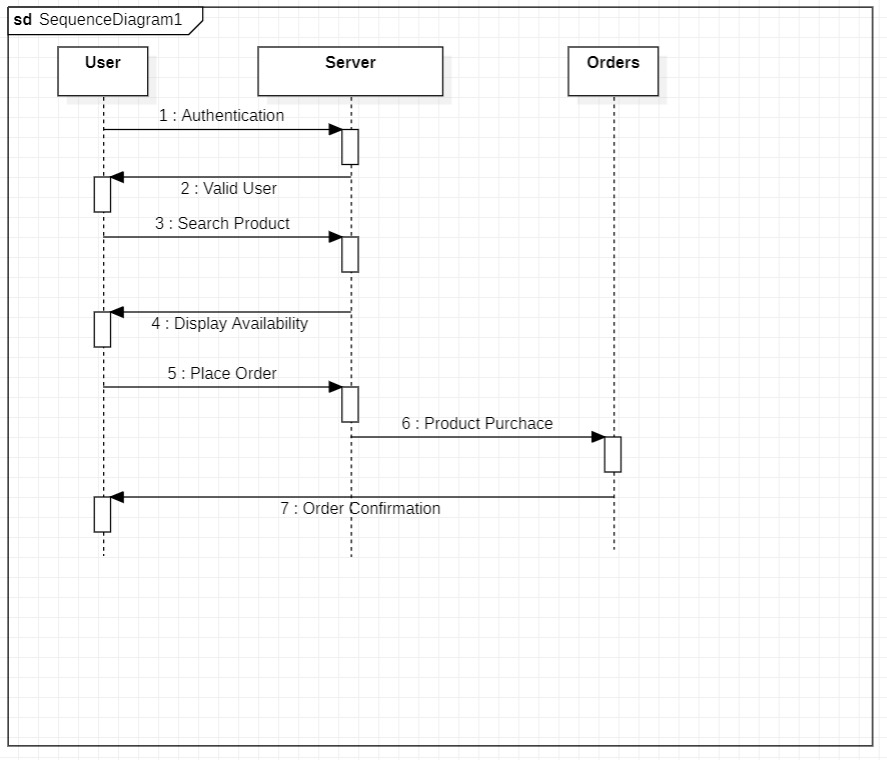 sd SequenceDiagram1
User
Server
Orders
1 : Authentication
2 : Valid User
3 : Search Product
4 : Display Availability
5 : Place Order
6 : Product Purchace
7 : Order Confirmation